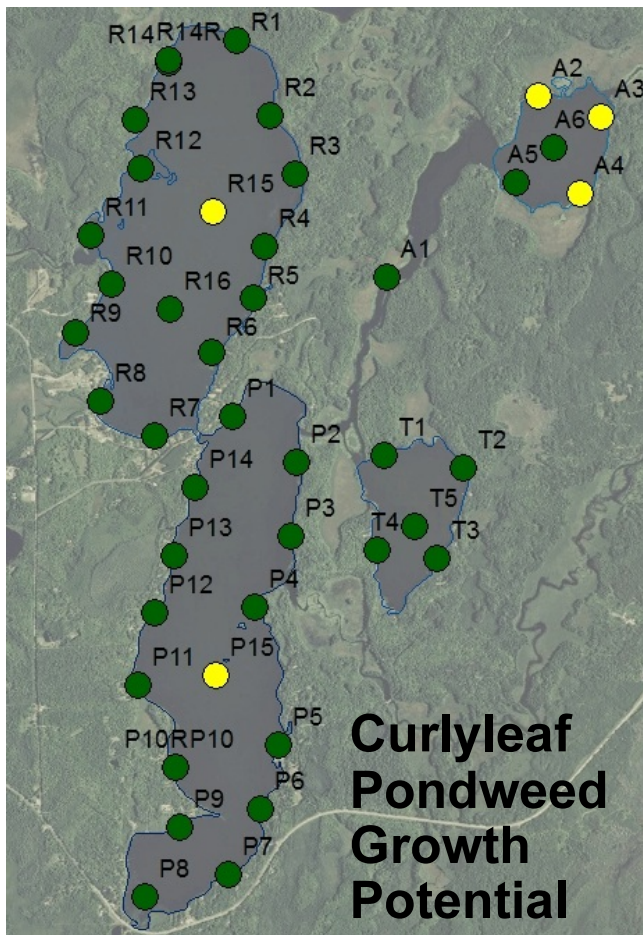 R14R14R
R1
R13
R2
R12
R3
R15
R11
R4
R10
R16
R5
R9
R6
R8
R7
A2
A3
A6
A5
A4
A1
P1
P14
P2
P13
P3
P12
P4
P15
P11
P10RP10
P5
P9
P6
P8
P7
T1
T2
T5
T4
T3
Curlyleaf
Pondweed
Growth
Potential